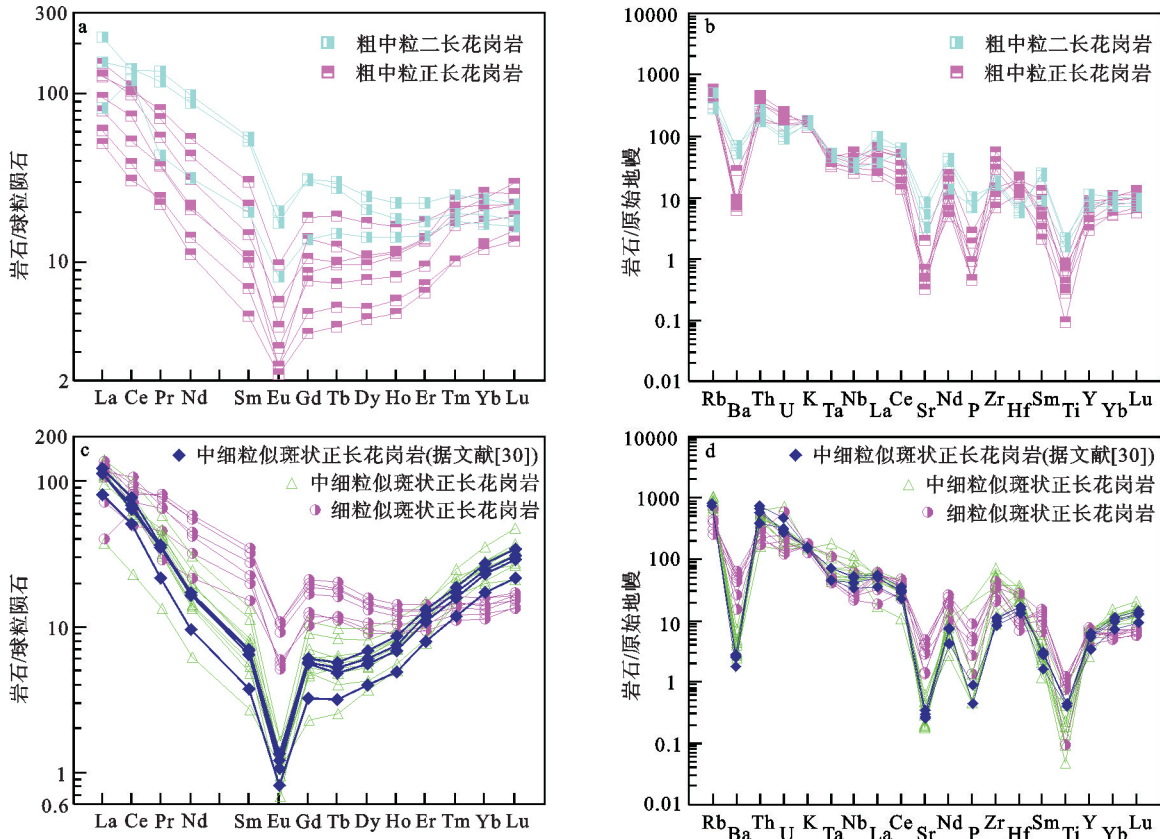 a
300
100
10
2
岩石/球粒陨石
粗中粒二长花岗岩
粗中粒正长花岗岩
La Ce Pr Nd Sm Eu Gd Tb Dy Ho Er Tm Yb Lu
b
10000
1000
100
10
1
0.1
0.01
岩石/原始地幔
粗中粒二长花岗岩
粗中粒正长花岗岩
Rb Ba Th U K Ta Nb La Ce Sr Nd P Zr Hf Sm Ti Y Yb Lu
c
200
100
10
1
0.6
岩石/球粒陨石
中细粒似斑状正长花岗岩(据文献[30])
中细粒似斑状正长花岗岩
细粒似斑状正长花岗岩
La Ce Pr Nd Sm Eu Gd Tb Dy Ho Er Tm Yb Lu
d
10000
1000
100
10
1
0.1
0.01
岩石/原始地幔
中细粒似斑状正长花岗岩(据文献[30])
中细粒似斑状正长花岗岩
细粒似斑状正长花岗岩
Rb Ba Th U K Ta Nb La Ce Sr Nd P Zr Hf Sm Ti Y Yb Lu